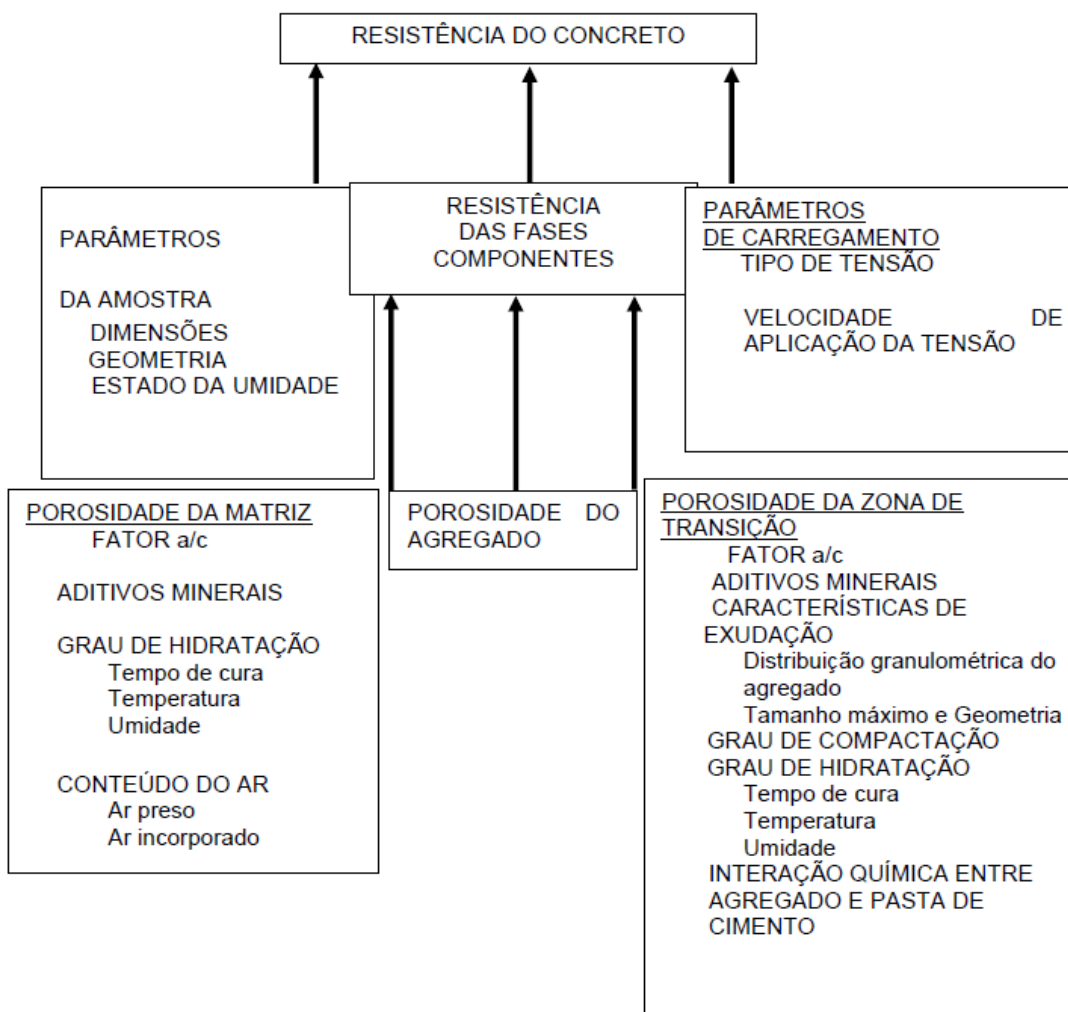 RESISTÊNCIA DO CONCRETO
PARÂMETROS
DA AMOSTRA
DIMENSÕES
GEOMETRIA
ESTADO DA UMIDADE
RESISTÊNCIA
DAS FASES
COMPONENTES
PARÂMETROS
DE CARREGAMENTO
TIPO DE TENSÃO
VELOCIDADE DE
APLICAÇÃO DA TENSÃO
POROSIDADE DA MATRIZ
FATOR a/c
ADITIVOS MINERAIS
GRAU DE HIDRATAÇÃO
Tempo de cura
Temperatura
Umidade
CONTEÚDO DO AR
Ar preso
Ar incorporado
POROSIDADE DO
AGREGADO
POROSIDADE DA ZONA DE
TRANSIÇÃO
FATOR a/c
ADITIVOS MINERAIS
CARACTERÍSTICAS DE
EXUDAÇÃO
Distribuição granulométrica do
agregado
Tamanho máximo e Geometria
GRAU DE COMPACTAÇÃO
GRAU DE HIDRATAÇÃO
Tempo de cura
Temperatura
Umidade
INTERAÇÃO QUÍMICA ENTRE
AGREGADO E PASTA DE
CIMENTO